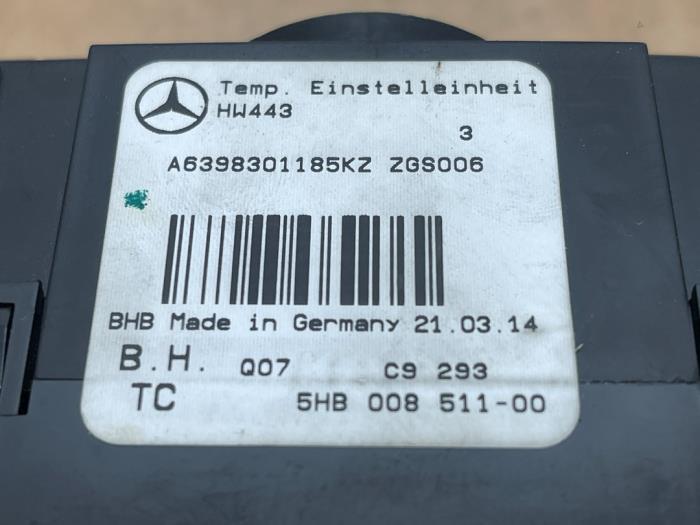 Temp. Einstelleinheit
HW443
3
A6398301185KZ ZGS006
BHB Made in Germany 21.03.14
B.H. Q07 C9 293
TC 5HB 008 511-00